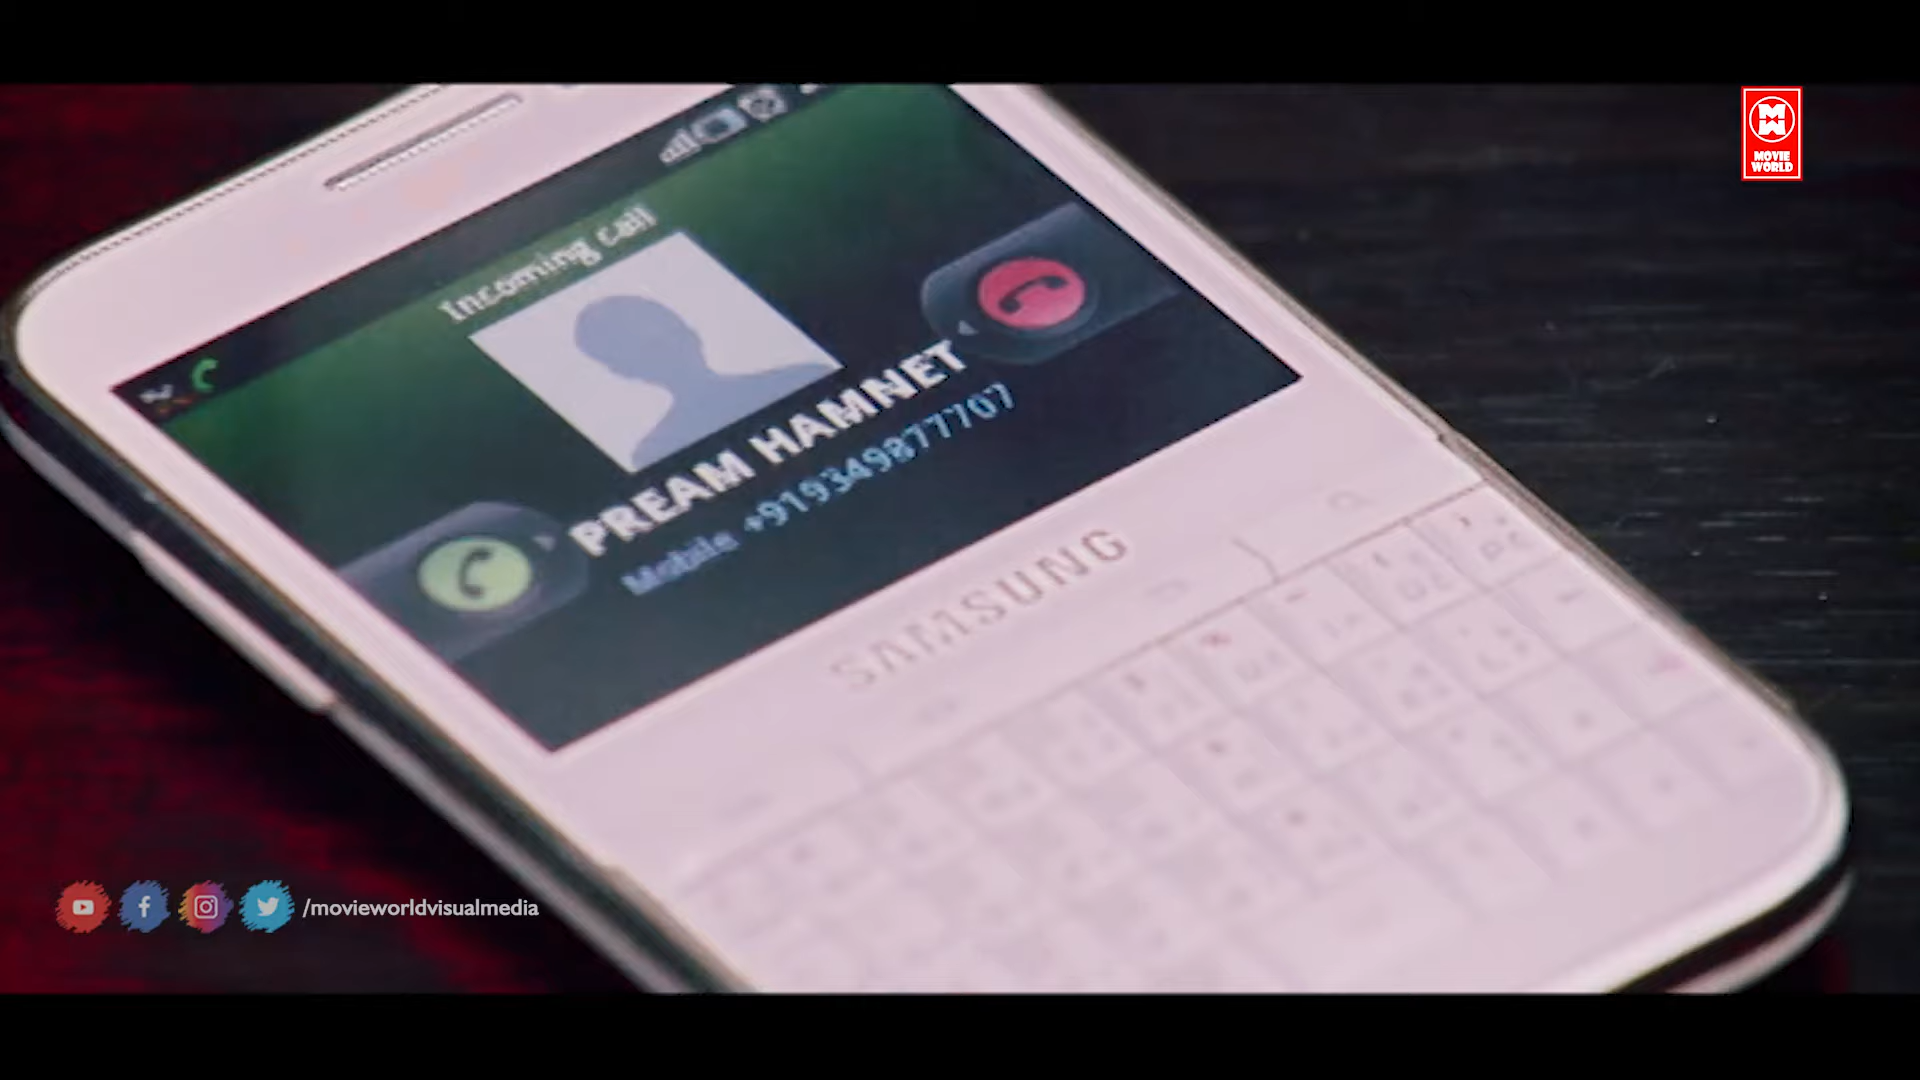 MOVIE
WORLD
Incoming call
PREAM HAMNET
Mobile +919349877707
SAMSUNG
/movieworldvisualmedia